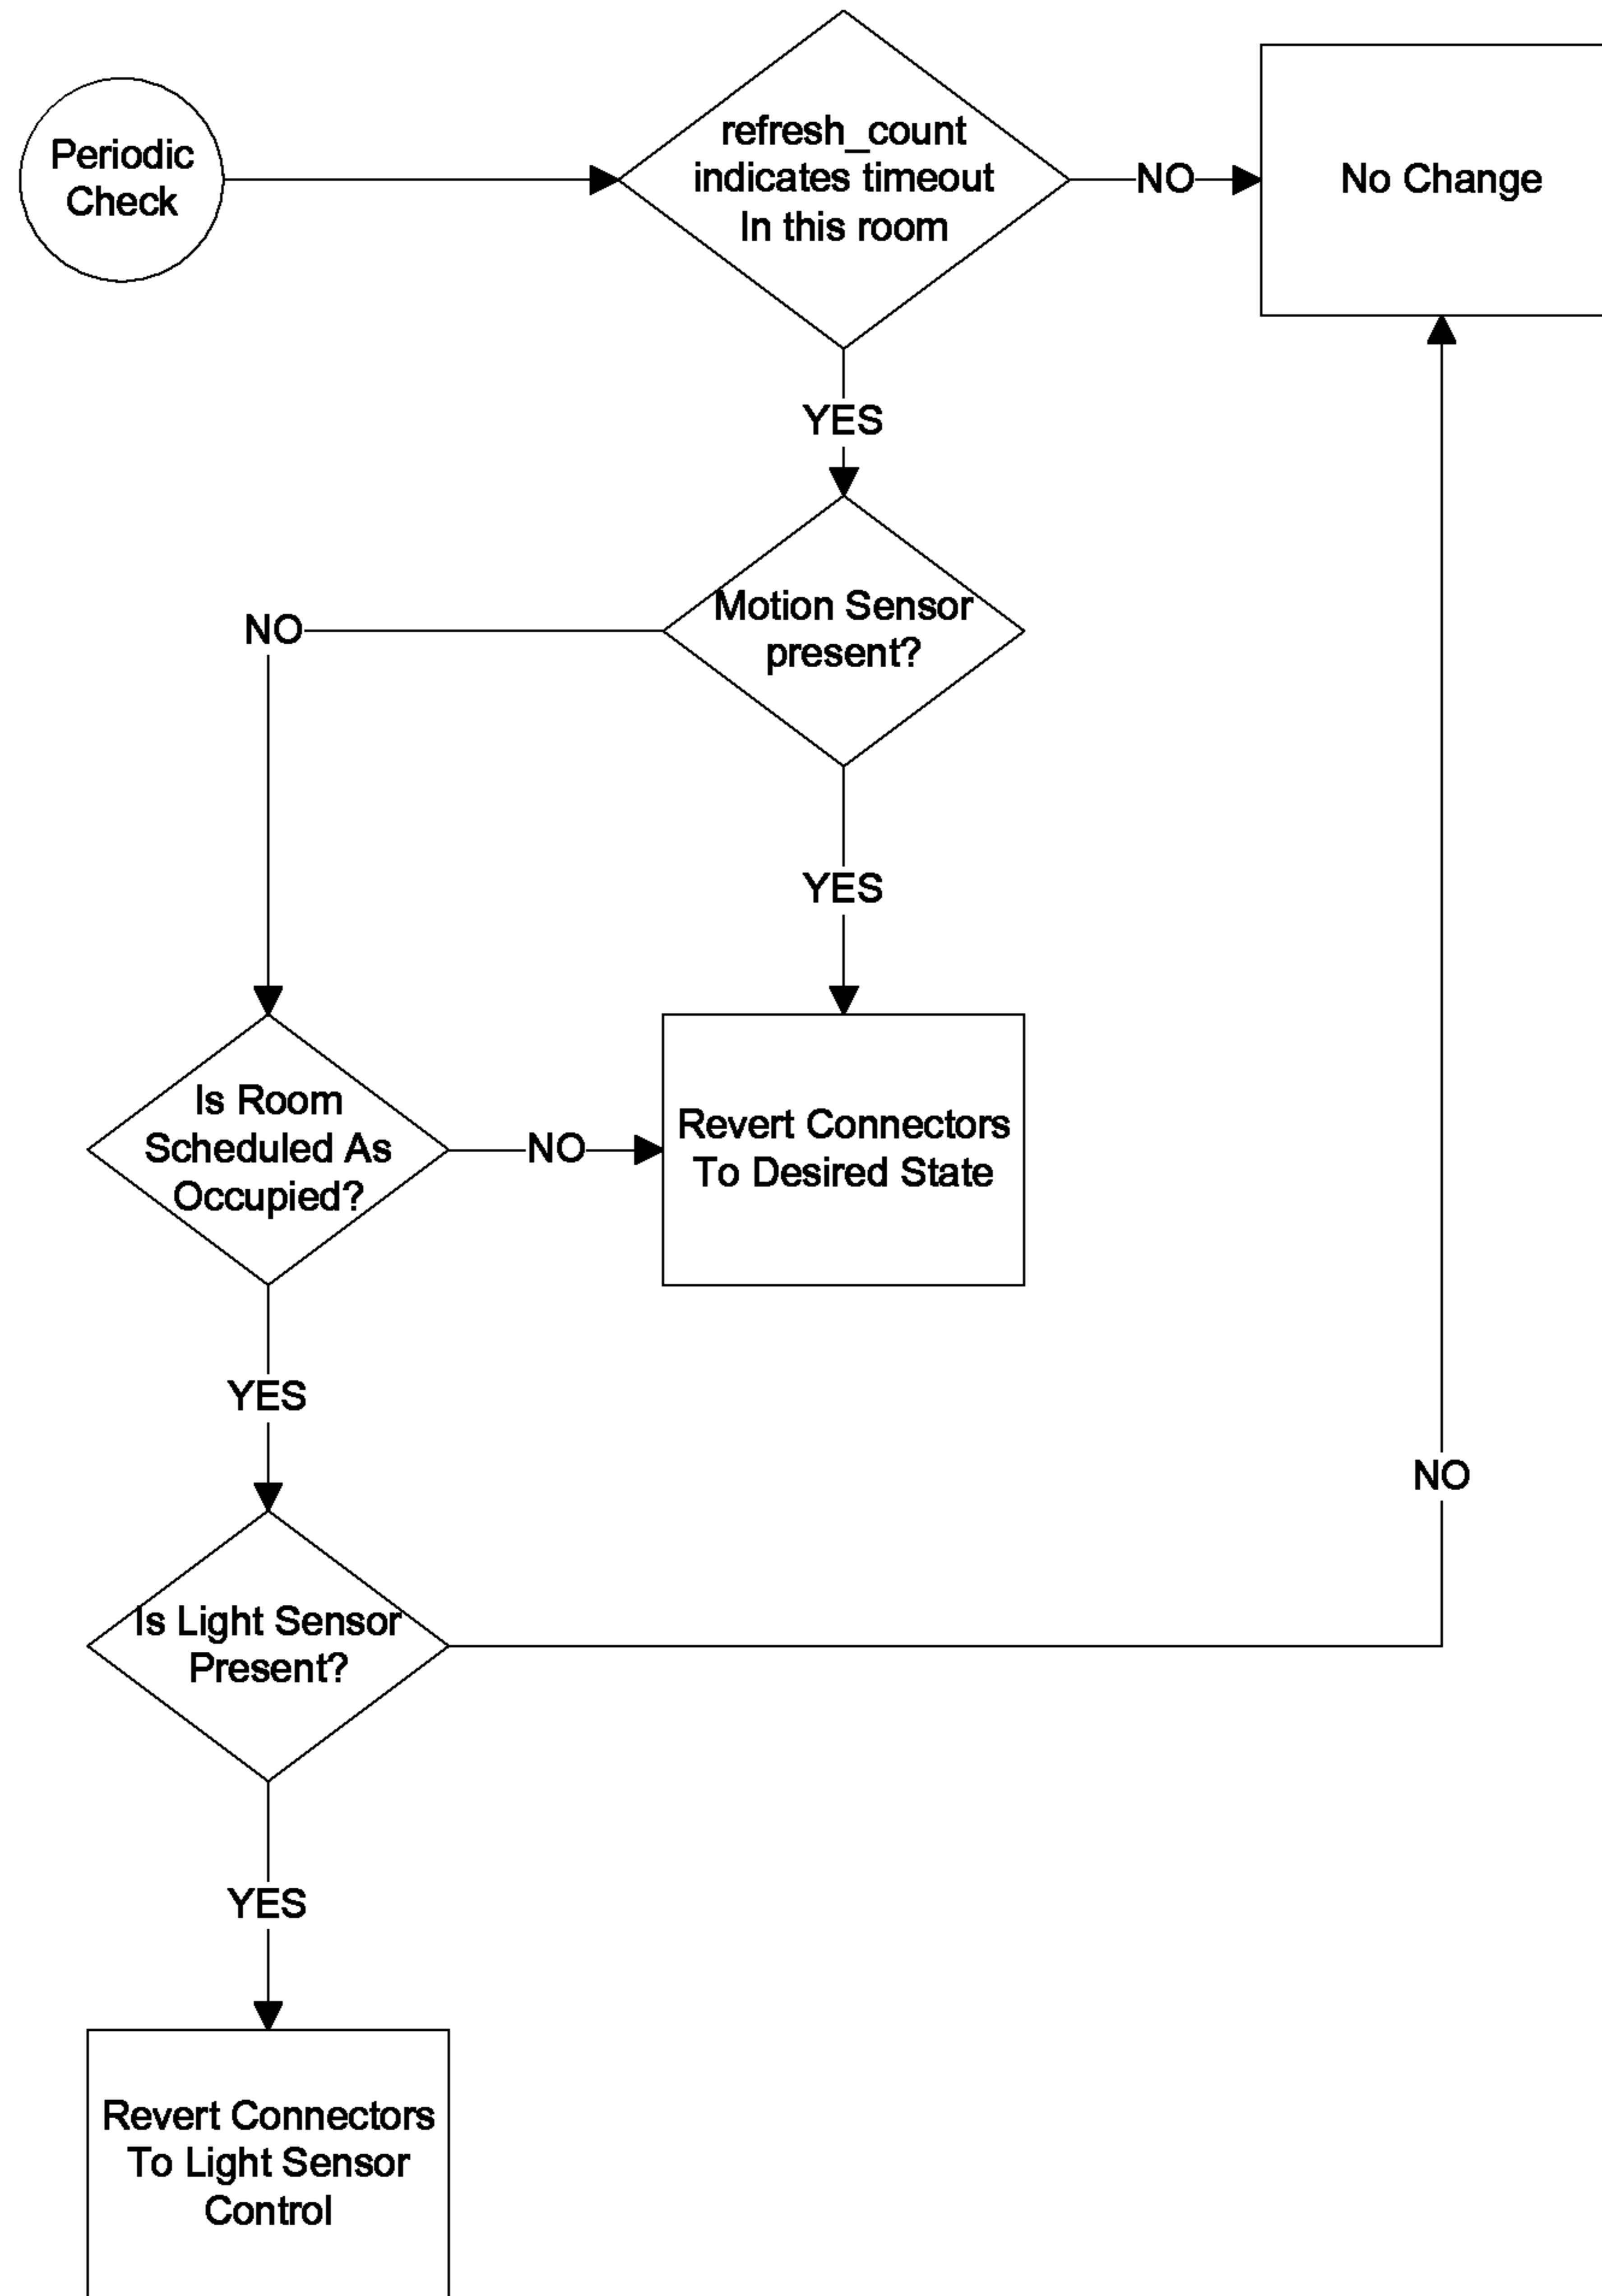 Periodic
Check
refresh_count
indicates timeout
In this room
NO
No Change
YES
Motion Sensor
present?
NO
YES
Is Room
Scheduled As
Occupied?
NO
Revert Connectors
To Desired State
YES
NO
Is Light Sensor
Present?
YES
Revert Connectors
To Light Sensor
Control